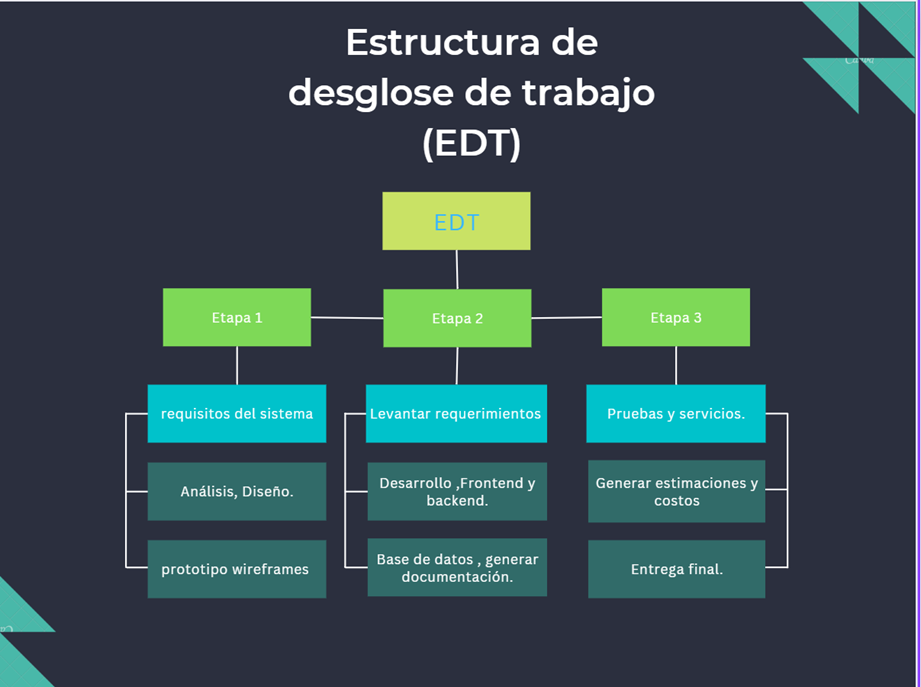 Estructura de
desglose de trabajo
(EDT)
EDT
Etapa 1
Etapa 2
Etapa 3
requisitos del sistema
Levantar requerimientos
Pruebas y servicios.
Análisis, Diseño.
Desarrollo ,Frontend y
backend.
Generar estimaciones y
costos
prototipo wireframes
Base de datos , generar
documentación.
Entrega final.